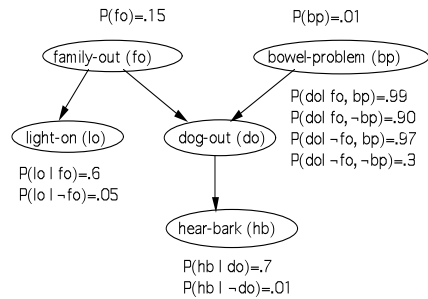 P(fo)=.15
P(bp)=.01
family-out (fo)
bowel-problem (bp)
P(do| fo, bp)=.99
P(do| fo, ¬bp)=.90
P(do| ¬fo, bp)=.97
P(do| ¬fo, ¬bp)=.3
light-on (lo)
dog-out (do)
P(lo | fo)=.6
P(lo | ¬fo)=.05
hear-bark (hb)
P(hb | do)=.7
P(hb | ¬do)=.01